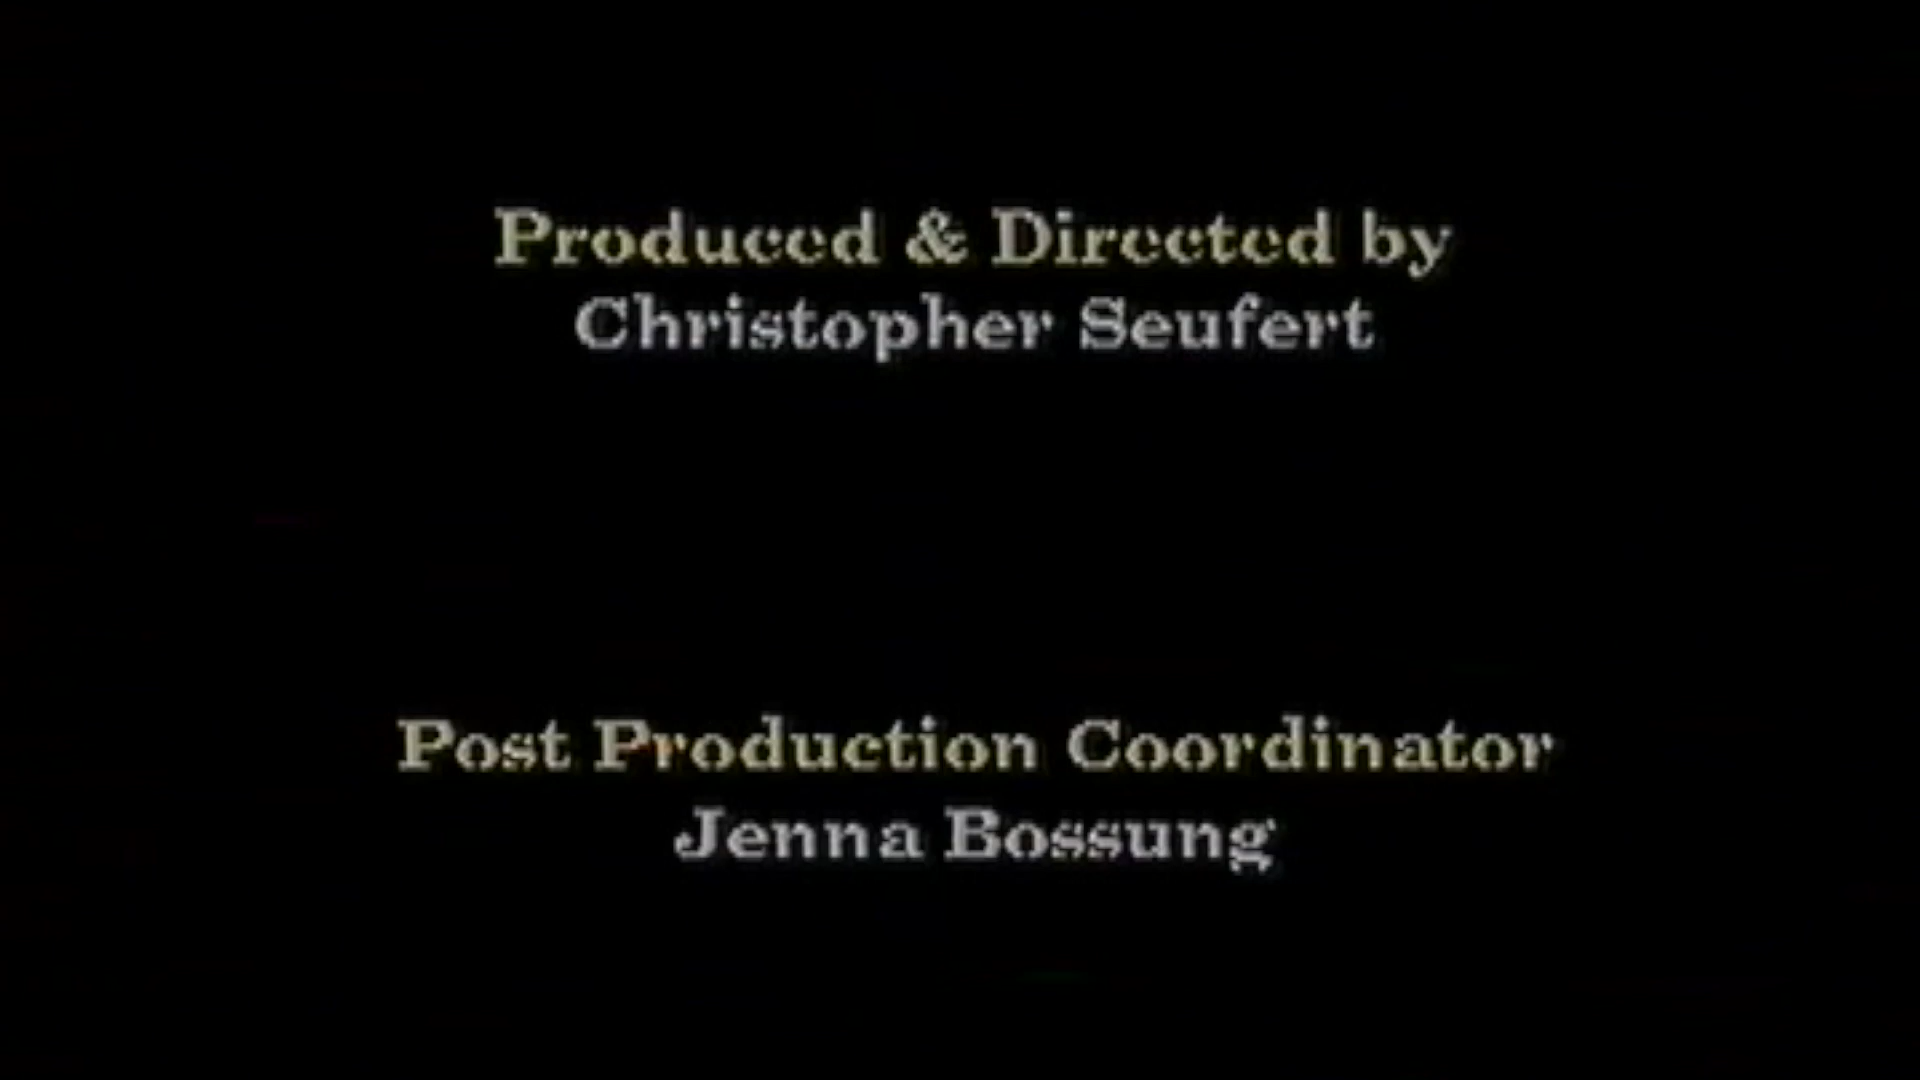 Produced & Directed by
Christopher Seufert
Post Production Coordinator
Jenna Bossung